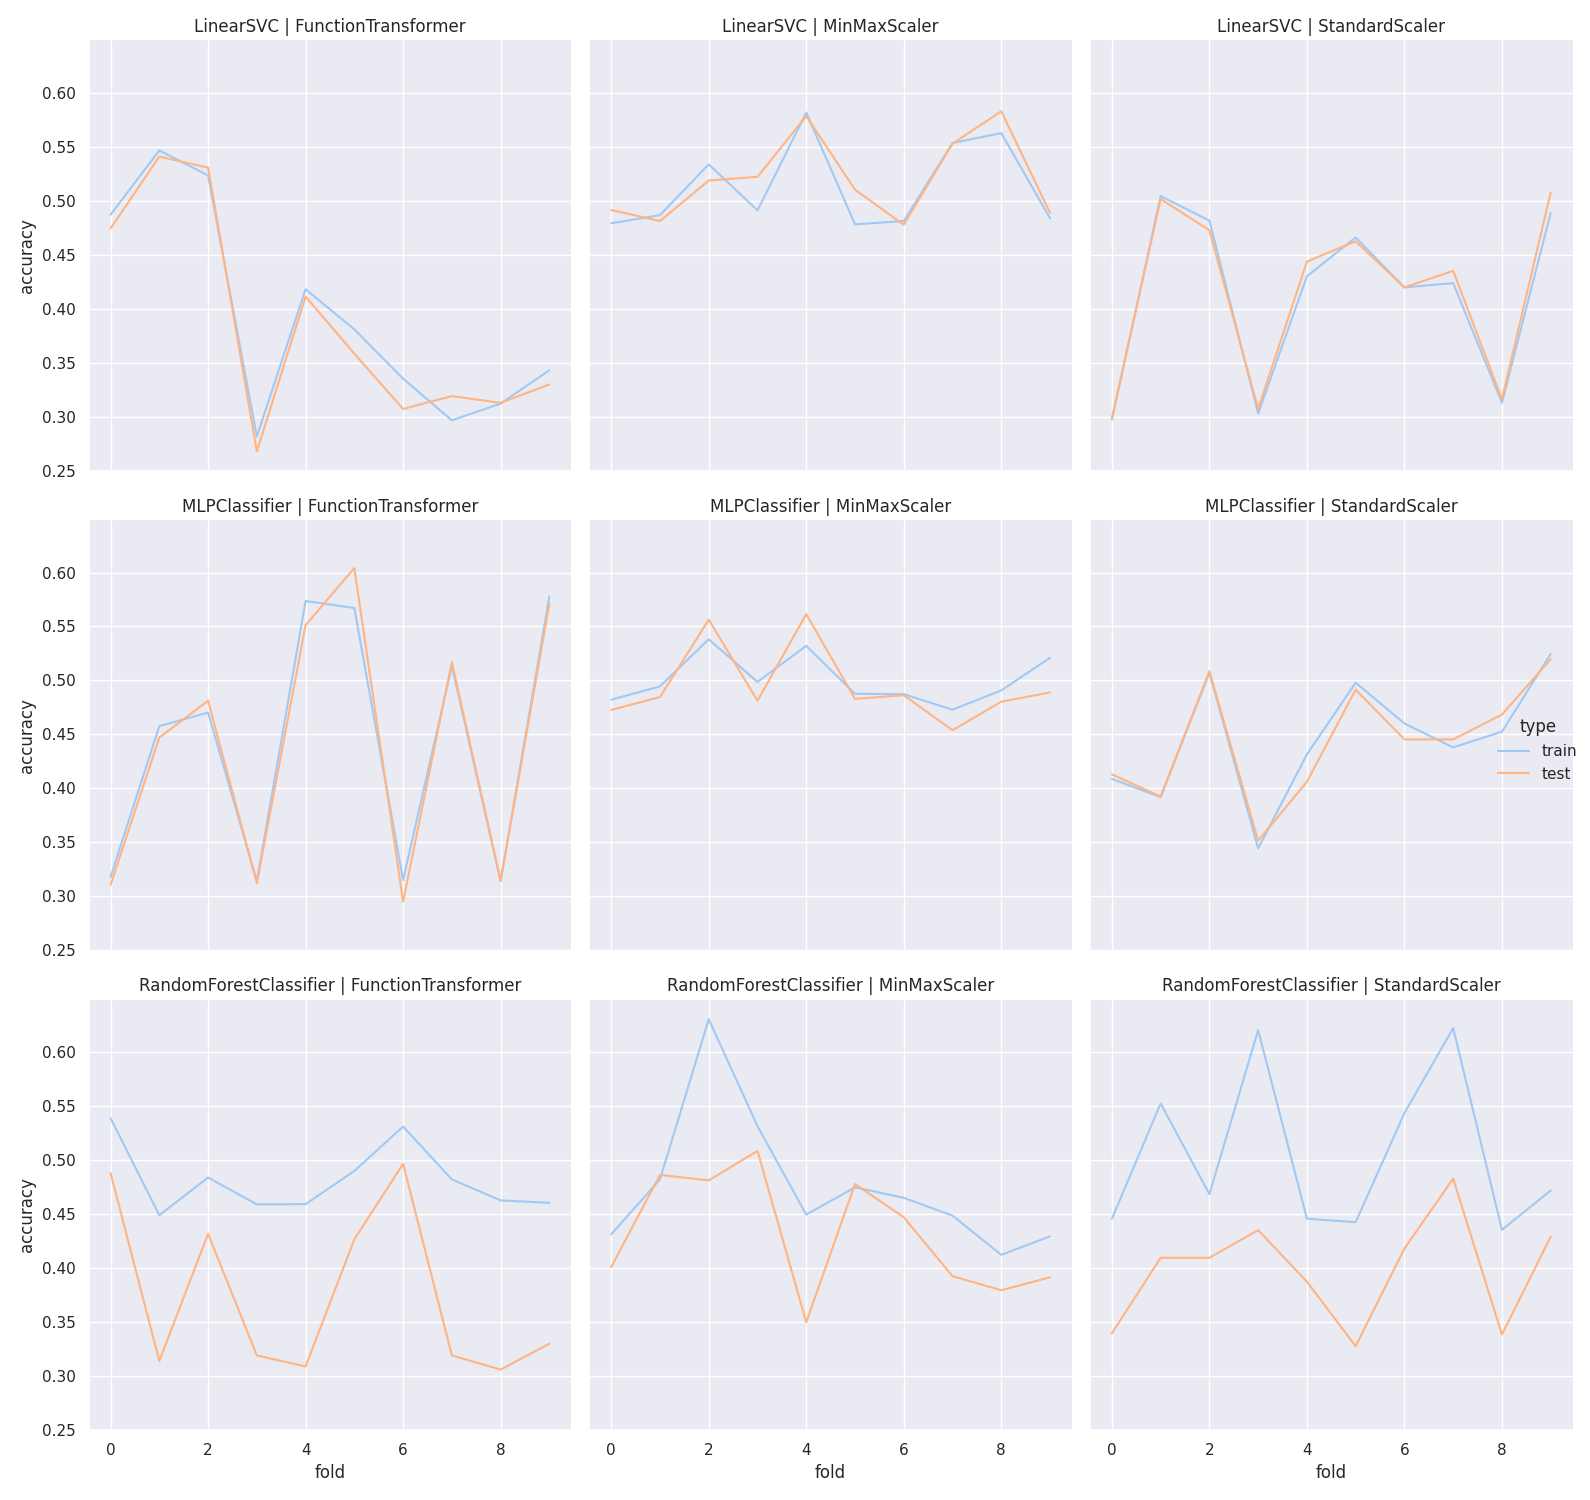 LinearSVC | FunctionTransformer
LinearSVC | MinMaxScaler
LinearSVC | StandardScaler
0.60
0.55
0.50
0.45
0.40
0.35
0.30
0.25
accuracy
MLPClassifier | FunctionTransformer
MLPClassifier | MinMaxScaler
MLPClassifier | StandardScaler
0.60
0.55
0.50
0.45
0.40
0.35
0.30
0.25
accuracy
type
train
test
RandomForestClassifier | FunctionTransformer
RandomForestClassifier | MinMaxScaler
RandomForestClassifier | StandardScaler
0.60
0.55
0.50
0.45
0.40
0.35
0.30
0.25
accuracy
0 2 4 6 8
0 2 4 6 8
0 2 4 6 8
fold
fold
fold